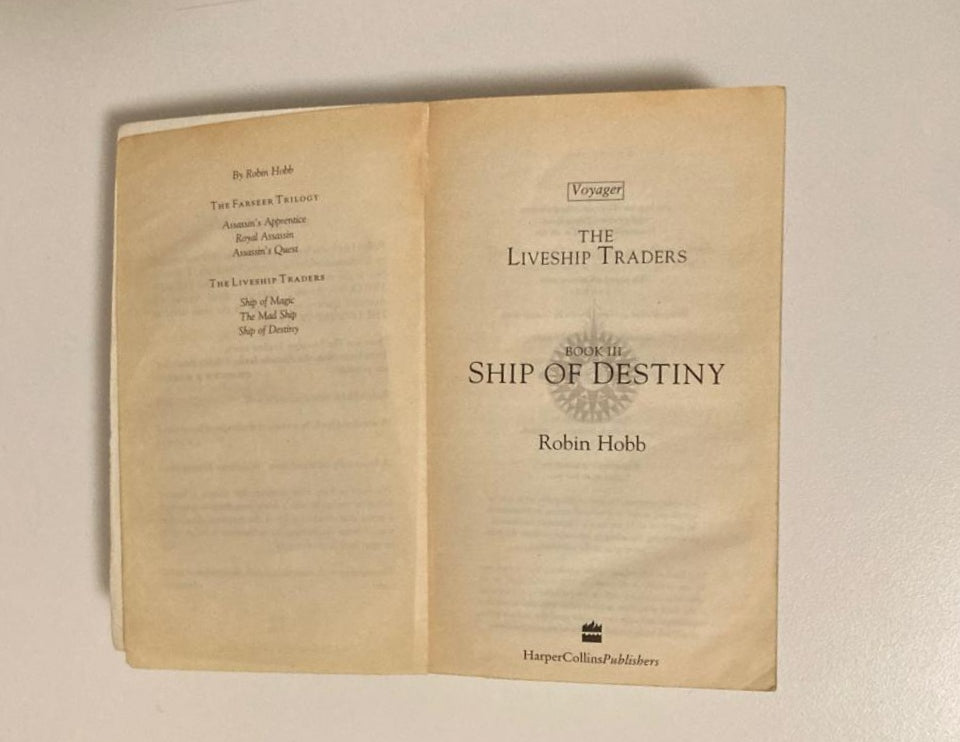 By Robin Hobb
THE FARSEER TRILOGY
Assassin's Apprentice
Royal Assassin
Assassin's Quest
THE LIVESHIP TRADERS
Ship of Magic
The Mad Ship
Ship of Destiny
Voyager
THE
LIVESHIP TRADERS
BOOK III
SHIP OF DESTINY
Robin Hobb
HarperCollinsPublishers